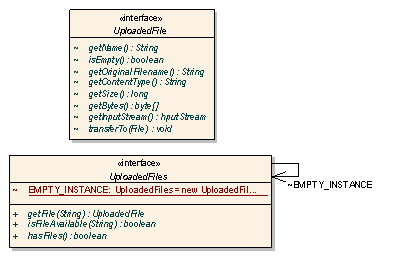 «interface»
UploadedFile
~ getName() : String
~ isEmpty() : boolean
~ getOriginalFilename() : String
~ getContentType() : String
~ getSize() : long
~ getBytes() : byte[]
~ getInputStream() : InputStream
~ transferTo(File) : void
«interface»
UploadedFiles
~ EMPTY_INSTANCE: UploadedFiles = new UploadedFil...
~EMPTY_INSTANCE
+ getFile(String) : UploadedFile
+ isFileAvailable(String) : boolean
+ hasFiles() : boolean